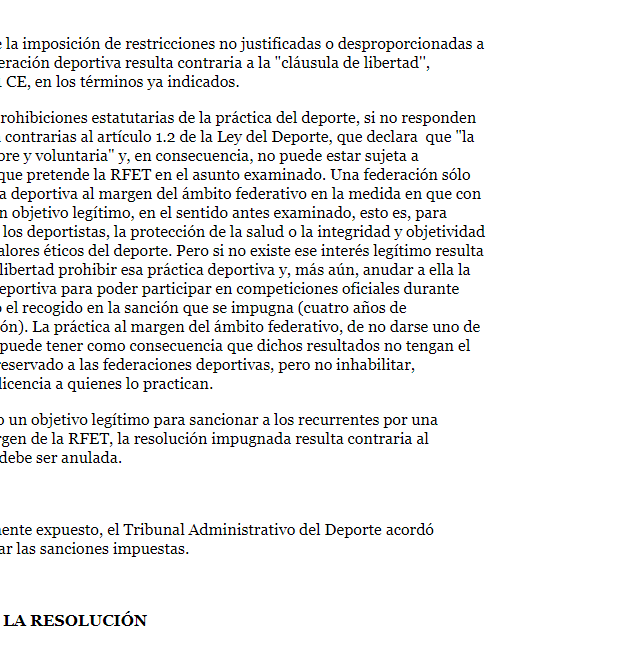 la imposición de restricciones no justificadas o desproporcionadas a
eración deportiva resulta contraria a la "cláusula de libertad",
CE, en los términos ya indicados.
rohibiciones estatutarias de la práctica del deporte, si no responden
contrarias al artículo 1.2 de la Ley del Deporte, que declara que "la
bre y voluntaria" y, en consecuencia, no puede estar sujeta a
que pretende la RFET en el asunto examinado. Una federación sólo
a deportiva al margen del ámbito federativo en la medida en que con
n objetivo legítimo, en el sentido antes examinado, esto es, para
los deportistas, la protección de la salud o la integridad y objetividad
alores éticos del deporte. Pero si no existe ese interés legítimo resulta
libertad prohibir esa práctica deportiva y, más aún, anudar a ella la
eportiva para poder participar en competiciones oficiales durante
o el recogido en la sanción que se impugna (cuatro años de
ón). La práctica al margen del ámbito federativo, de no darse uno de
puede tener como consecuencia que dichos resultados no tengan el
reservado a las federaciones deportivas, pero no inhabilitar,
licencia a quienes lo practican.
o un objetivo legítimo para sancionar a los recurrentes por una
rgen de la RFET, la resolución impugnada resulta contraria al
debe ser anulada.
ente expuesto, el Tribunal Administrativo del Deporte acordó
ar las sanciones impuestas.
LA RESOLUCIÓN